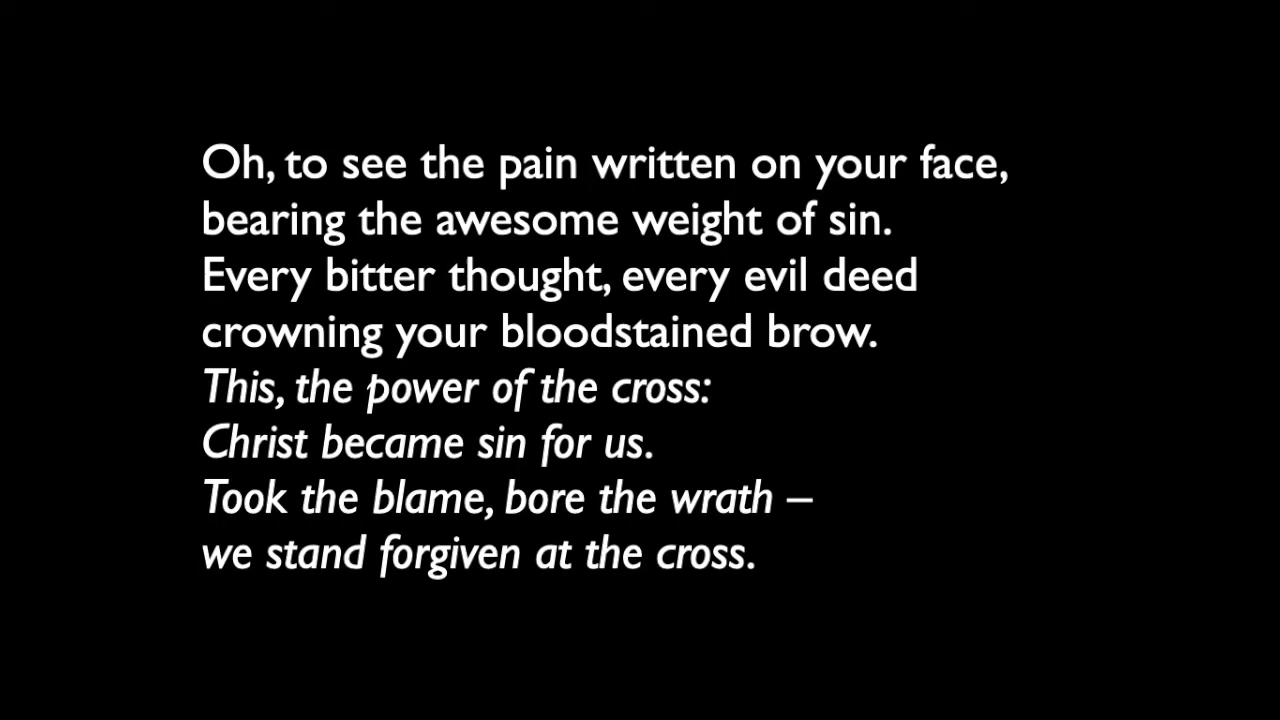 Oh, to see the pain written on your face,
bearing the awesome weight of sin.
Every bitter thought, every evil deed
crowning your bloodstained brow.
This, the power of the cross:
Christ became sin for us.
Took the blame, bore the wrath –
we stand forgiven at the cross.